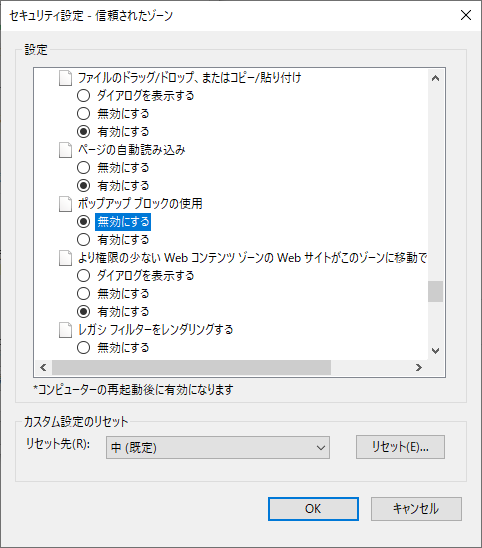 セキュリティ設定 - 信頼されたゾーン
設定
ファイルのドラッグ/ドロップ、またはコピー/貼り付け
ダイアログを表示する
無効にする
有効にする
ページの自動読み込み
無効にする
有効にする
ポップアップ ブロックの使用
無効にする
有効にする
より権限の少ない Web コンテンツ ゾーンの Web サイトがこのゾーンに移動で
ダイアログを表示する
無効にする
有効にする
レガシ フィルターをレンダリングする
無効にする
*コンピューターの再起動後に有効になります
カスタム設定のリセット
リセット先(R):
中 (既定)
リセット(E)...
OK
キャンセル